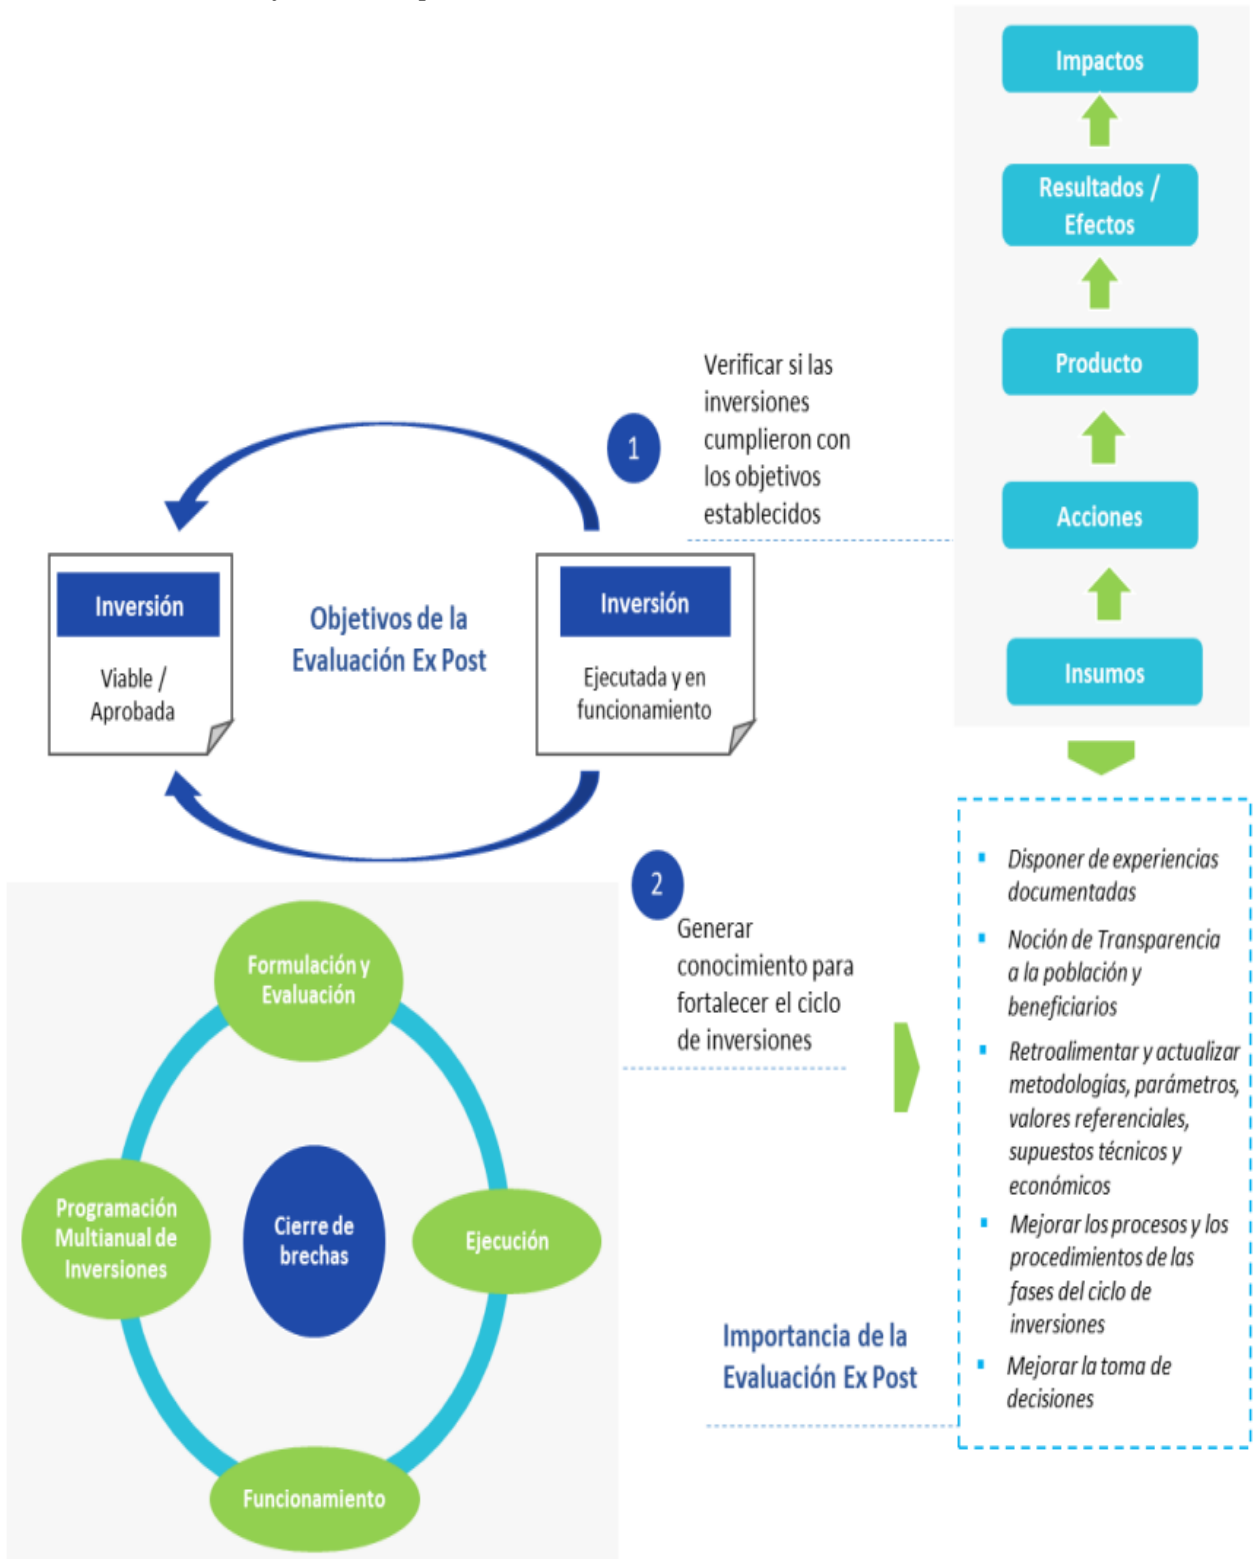 Impactos
Resultados /
Efectos
Producto
Acciones
Insumos
1
Verificar si las
inversiones
cumplieron con
los objetivos
establecidos
Inversión
Viable /
Aprobada
Objetivos de la
Evaluación Ex Post
Inversión
Ejecutada y en
funcionamiento
2
Generar
conocimiento para
fortalecer el ciclo
de inversiones
Formulación y
Evaluación
Programación
Multianual de
Inversiones
Cierre de
brechas
Ejecución
Funcionamiento
Importancia de la
Evaluación Ex Post
▪ Disponer de experiencias
documentadas
▪ Noción de Transparencia
a la población y
beneficiarios
▪ Retroalimentar y actualizar
metodologías, parámetros,
valores referenciales,
supuestos técnicos y
económicos
▪ Mejorar los procesos y los
procedimientos de las
fases del ciclo de
inversiones
▪ Mejorar la toma de
decisiones